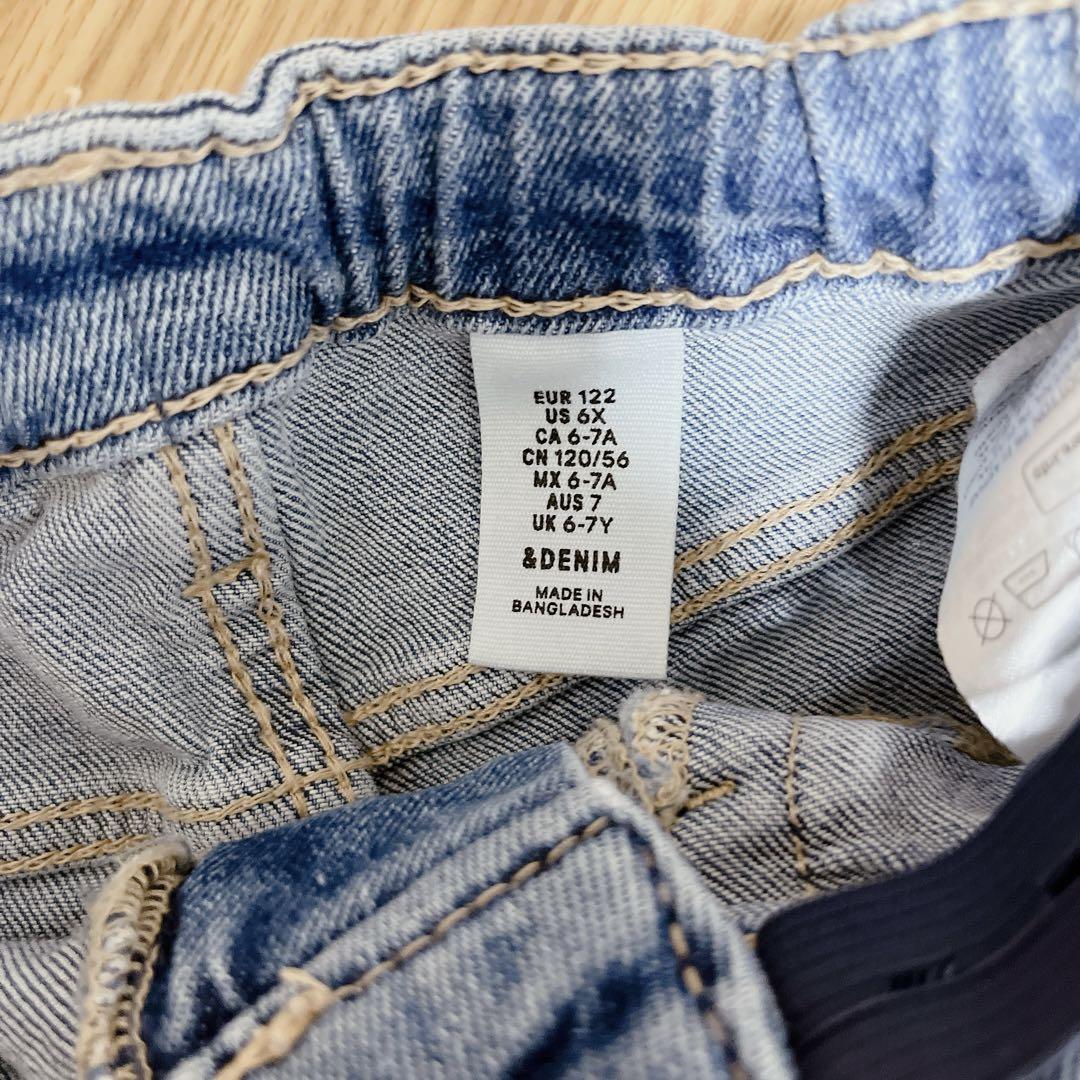 EUR 122
US 6X
CA 6-7A
CN 120/56
MX 6-7A
AUS 7
UK 6-7Y
&DENIM
MADE IN
BANGLADESH